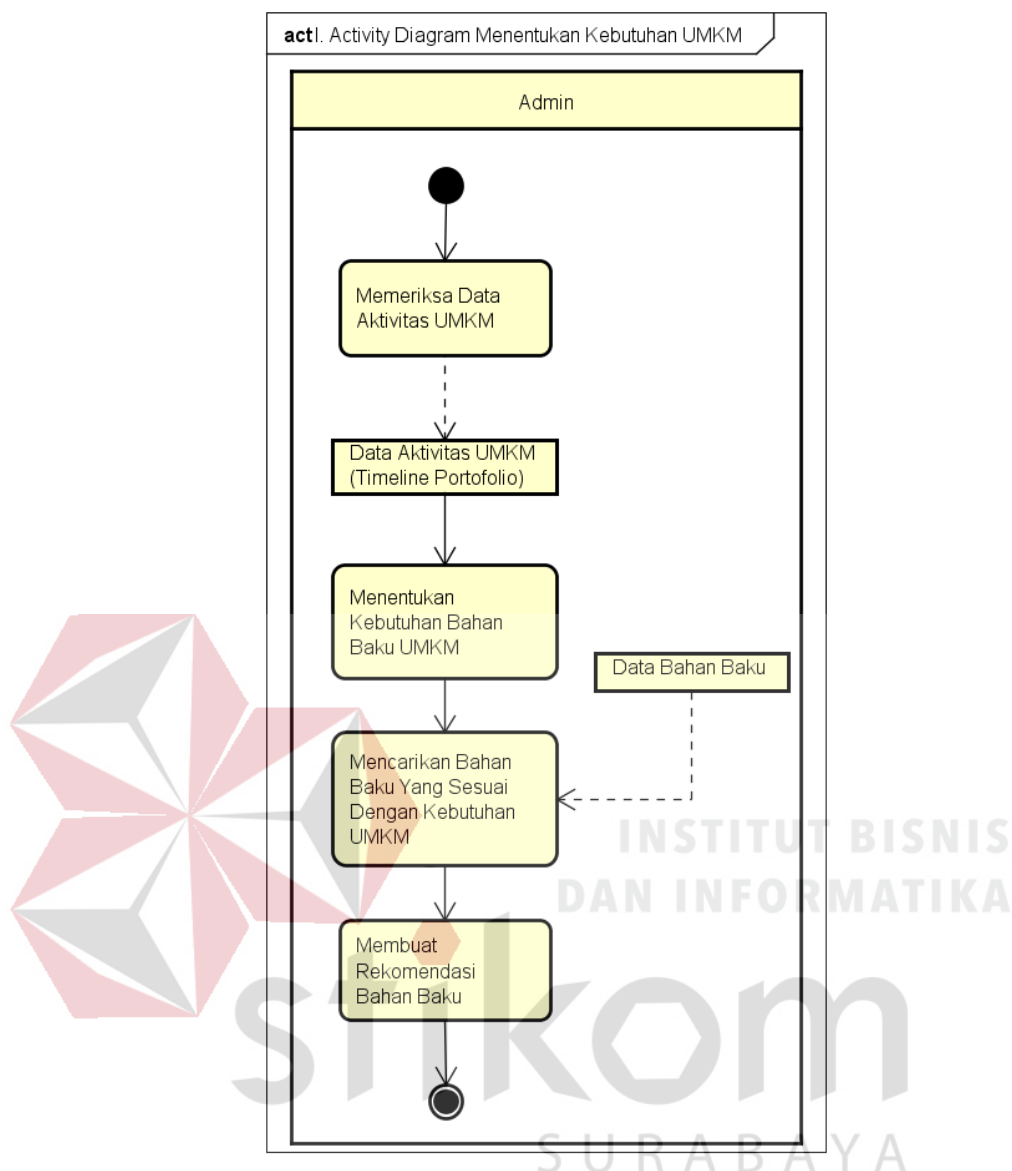 act I. Activity Diagram Menentukan Kebutuhan UMKM
Admin
Memeriksa Data
Aktivitas UMKM
Data Aktivitas UMKM
(Timeline Portofolio)
Menentukan
Kebutuhan Bahan
Baku UMKM
Data Bahan Baku
Mencarikan Bahan
Baku Yang Sesuai
Dengan Kebutuhan
UMKM
Membuat
Rekomendasi
Bahan Baku
INSTITUT BISNIS
DAN INFORMATIKA
stikom
SURABAYA